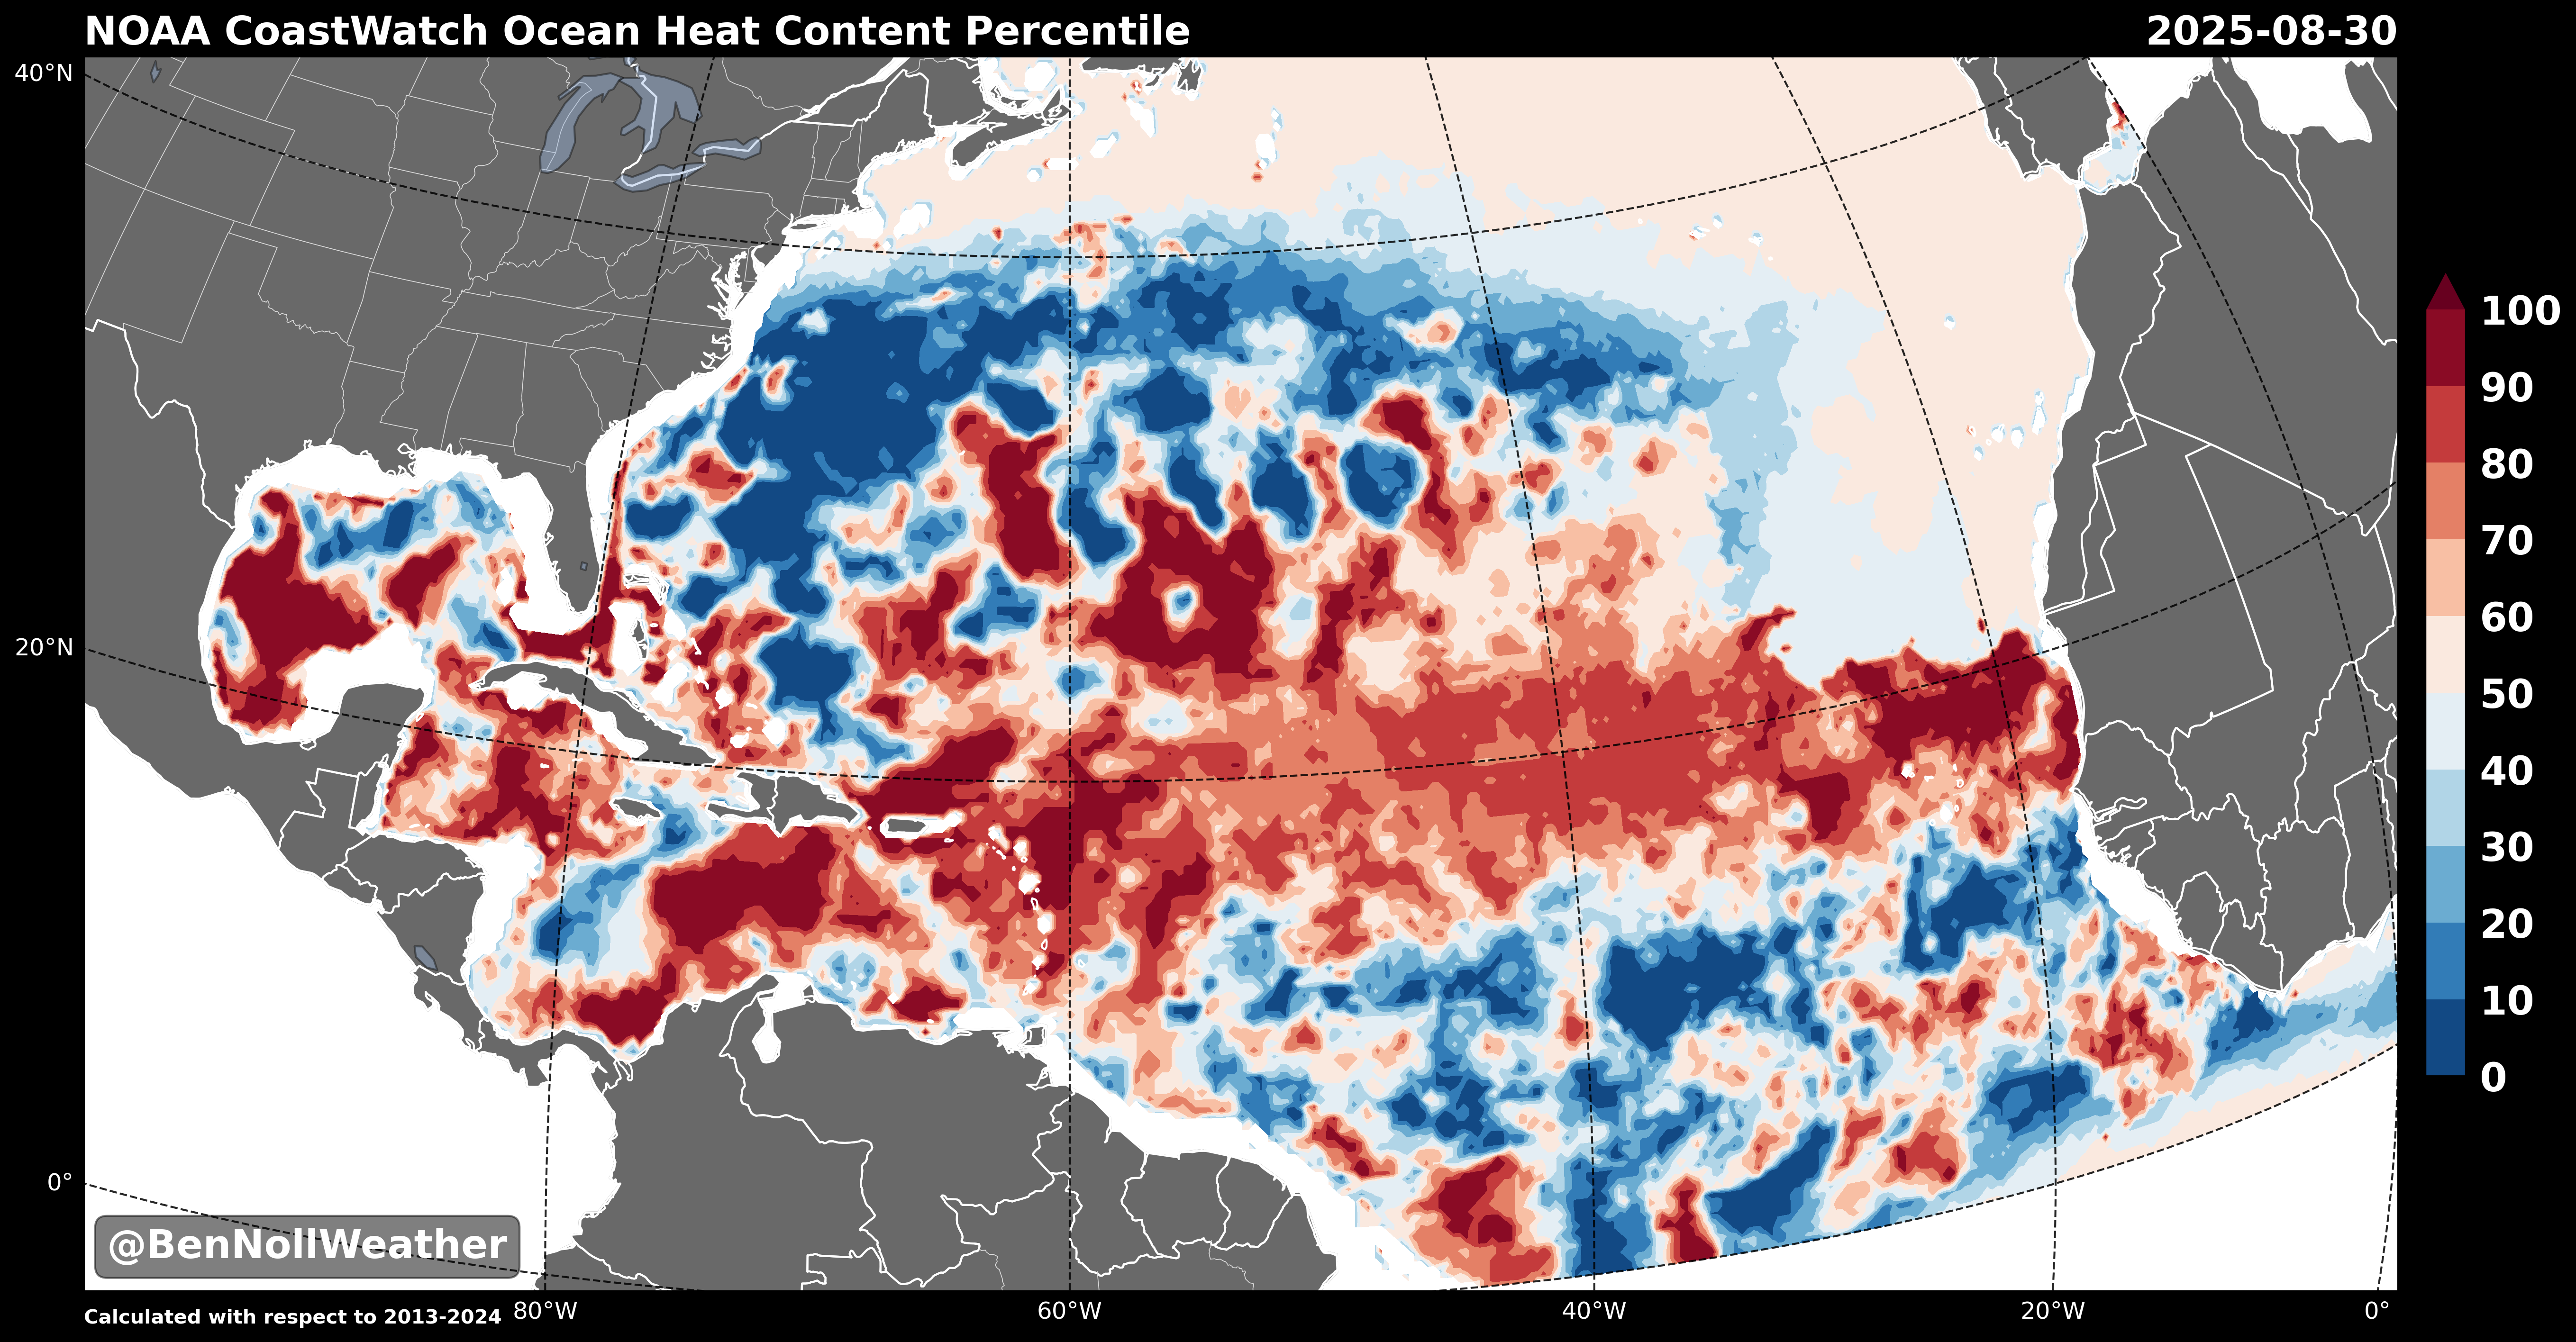 NOAA CoastWatch Ocean Heat Content Percentile
2025-08-30
40°N
20°N
0°
100
90
80
70
60
50
40
30
20
10
0
@BenNollWeather
Calculated with respect to 2013-2024
80°W
60°W
40°W
20°W
0°